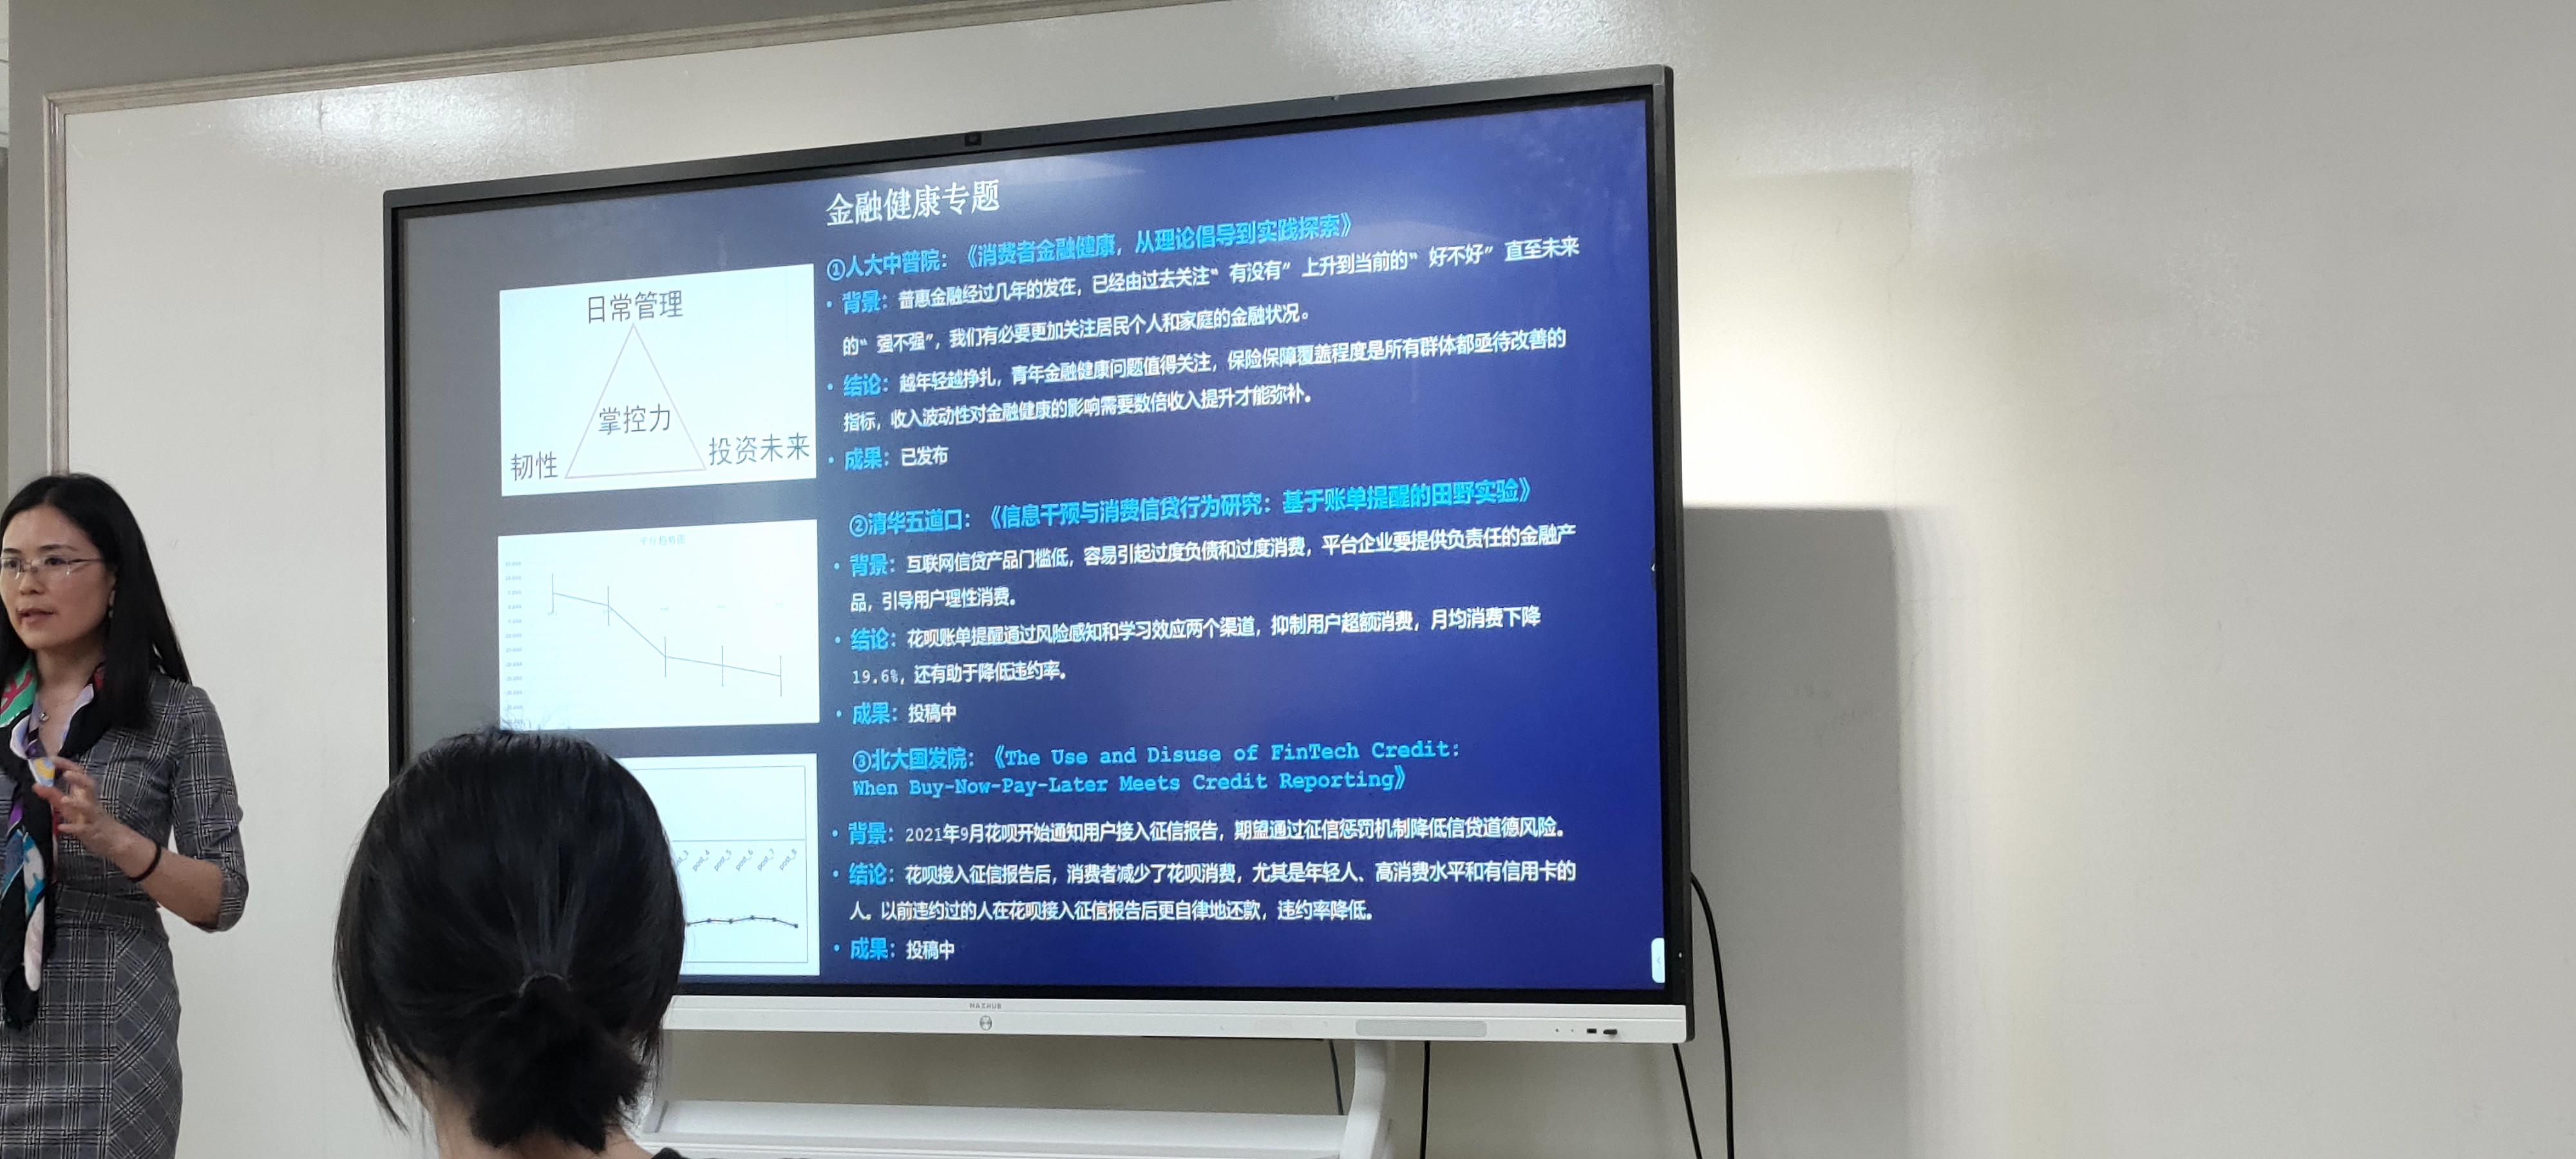 金融健康专题
①人大中普院：《消费者金融健康，从理论倡导到实践探索》
• 背景：普惠金融经过几年的发在，已经由过去关注“ 有没有” 上升到当前的“ 好不好” 直至未来
的“ 强不强”，我们有必要更加关注居民个人和家庭的金融状况。
• 结论：越年轻越挣扎，青年金融健康问题值得关注，保险保障覆盖程度是所有群体都亟待改善的
指标，收入波动性对金融健康的影响需要数倍收入提升才能弥补。
• 成果：已发布
日常管理
掌控力
韧性
投资未来
②清华五道口：《信息干预与消费信贷行为研究：基于账单提醒的田野实验》
• 背景：互联网信贷产品门槛低，容易引起过度负债和过度消费，平台企业要提供负责任的金融产
品，引导用户理性消费。
• 结论：花呗账单提醒通过风险感知和学习效应两个渠道，抑制用户超额消费，月均消费下降
19.6%，还有助于降低违约率。
• 成果：投稿中
③北大国发院：《The Use and Disuse of FinTech Credit:
When Buy-Now-Pay-Later Meets Credit Reporting》
• 背景：2021年9月花呗开始通知用户接入征信报告，期望通过征信惩罚机制降低信贷道德风险。
• 结论：花呗接入征信报告后，消费者减少了花呗消费，尤其是年轻人、高消费水平和有信用卡的
人。以前违约过的人在花呗接入征信报告后更自律地还款，违约率降低。
• 成果：投稿中
post_4
post_5
post_6
post_7
post_8
MAXHUB